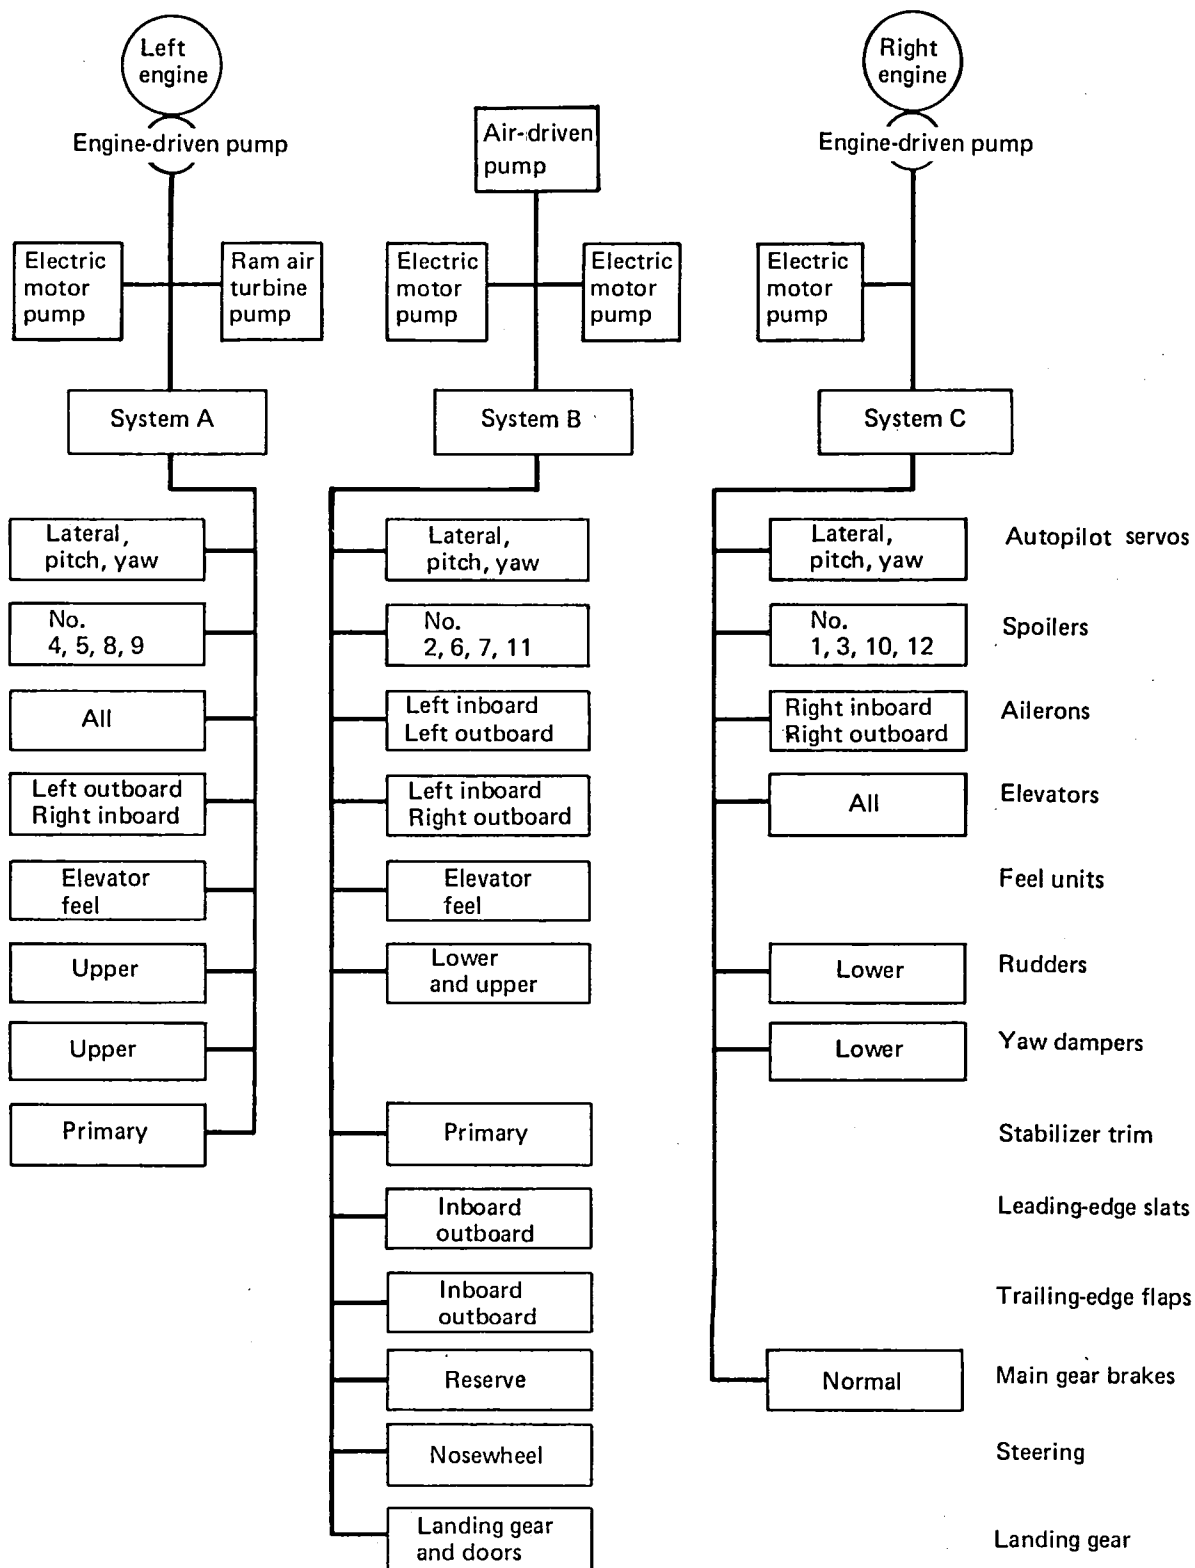 Left
engine
Engine-driven pump
Air-driven
pump
Right
engine
Engine-driven pump
Electric
motor
pump
Ram air
turbine
pump
Electric
motor
pump
Electric
motor
pump
Electric
motor
pump
System A
System B
System C
Lateral,
pitch, yaw
Lateral,
pitch, yaw
Lateral,
pitch, yaw
Autopilot servos
No.
4, 5, 8, 9
No.
2, 6, 7, 11
No.
1, 3, 10, 12
Spoilers
All
Left inboard
Left outboard
Right inboard
Right outboard
Ailerons
Left outboard
Right inboard
Left inboard
Right outboard
All
Elevators
Elevator
feel
Elevator
feel
Feel units
Upper
Lower
and upper
Lower
Rudders
Upper
Lower
Yaw dampers
Primary
Primary
Stabilizer trim
Inboard
outboard
Leading-edge slats
Inboard
outboard
Trailing-edge flaps
Reserve
Normal
Main gear brakes
Nosewheel
Steering
Landing gear
and doors
Landing gear